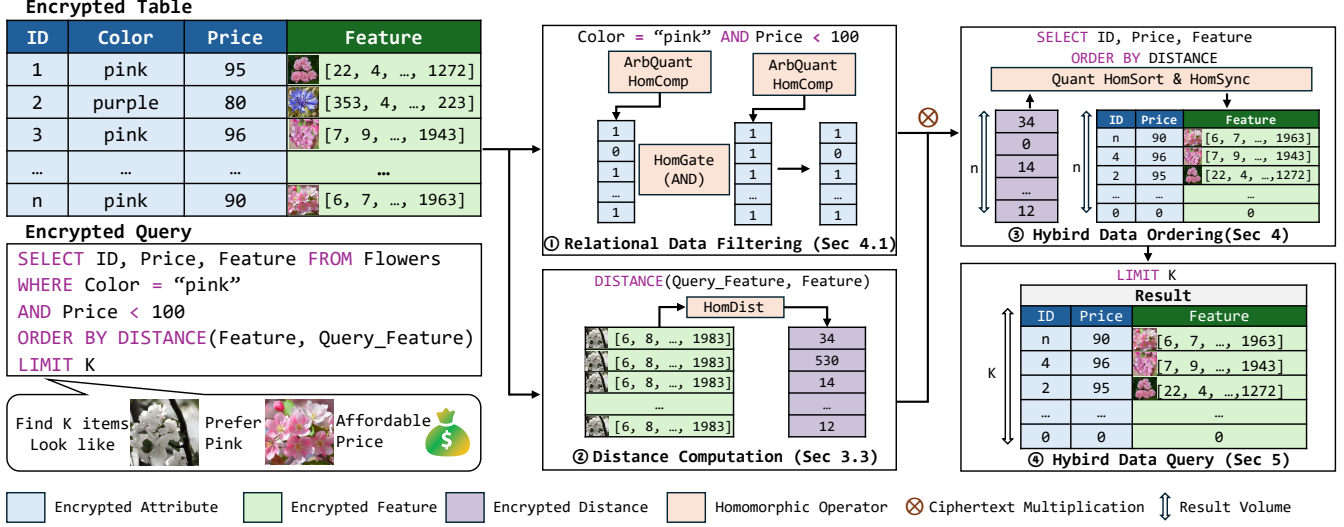 Encrypted Table
ID Color Price Feature
1 pink 95 [22, 4, …, 1272]
2 purple 80 [353, 4, …, 223]
3 pink 96 [7, 9, …, 1943]
… … … …
n pink 90 [6, 7, …, 1963]
Encrypted Query
SELECT ID, Price, Feature FROM Flowers
WHERE Color = “pink”
AND Price < 100
ORDER BY DISTANCE(Feature, Query_Feature)
LIMIT K
Find K items
Look like
Prefer
Pink
Affordable
Price
$
Color = “pink” AND Price < 100
ArbQuant
HomComp
ArbQuant
HomComp
1
0
1
…
1
HomGate
(AND)
1
1
1
…
1
1
0
1
…
1
① Relational Data Filtering (Sec 4.1)
DISTANCE(Query_Feature, Feature)
HomDist
[6, 8, …, 1983]
[6, 8, …, 1983]
[6, 8, …, 1983]
…
[6, 8, …, 1983]
34
530
14
…
12
② Distance Computation (Sec 3.3)
SELECT ID, Price, Feature
ORDER BY DISTANCE
Quant HomSort & HomSync
n
34
0
14
…
12
n
ID Price Feature
n 90 [6, 7, …, 1963]
4 96 [7, 9, …, 1943]
2 95 [22, 4, …,1272]
… … …
0 0 0
③ Hybird Data Ordering(Sec 4)
LIMIT K
Result
ID Price Feature
n 90 [6, 7, …, 1963]
4 96 [7, 9, …, 1943]
2 95 [22, 4, …,1272]
… … …
0 0 0
K
④ Hybird Data Query (Sec 5)
Encrypted Attribute
Encrypted Feature
Encrypted Distance
Homomorphic Operator
Ciphertext Multiplication
Result Volume